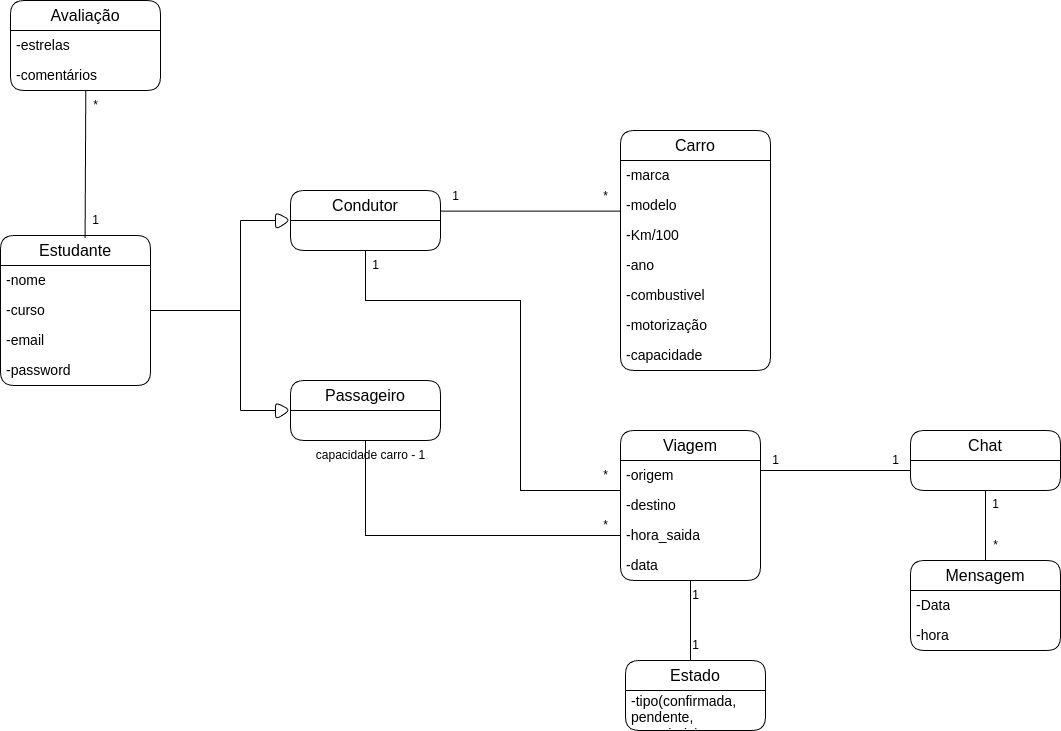 Avaliação
-estrelas
-comentários
*
1
Estudante
-nome
-curso
-email
-password
Condutor
1
1
*
Carro
-marca
-modelo
-Km/100
-ano
-combustivel
-motorização
-capacidade
Passageiro
capacidade carro - 1
*
*
Viagem
-origem
-destino
-hora_saida
-data
1
1
Chat
1
*
Mensagem
-Data
-hora
1
1
Estado
-tipo(confirmada,
pendente,